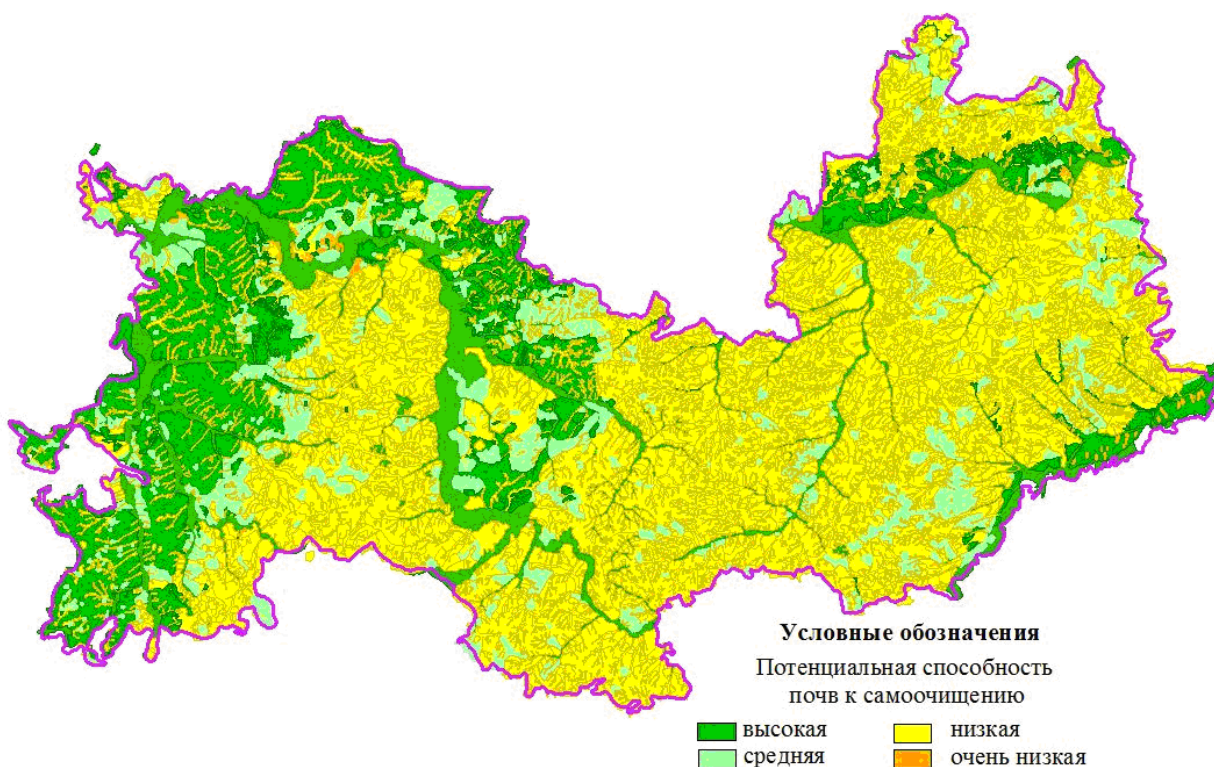 Условные обозначения
Потенциальная способность
почв к самоочищению
высокая
низкая
средняя
очень низкая